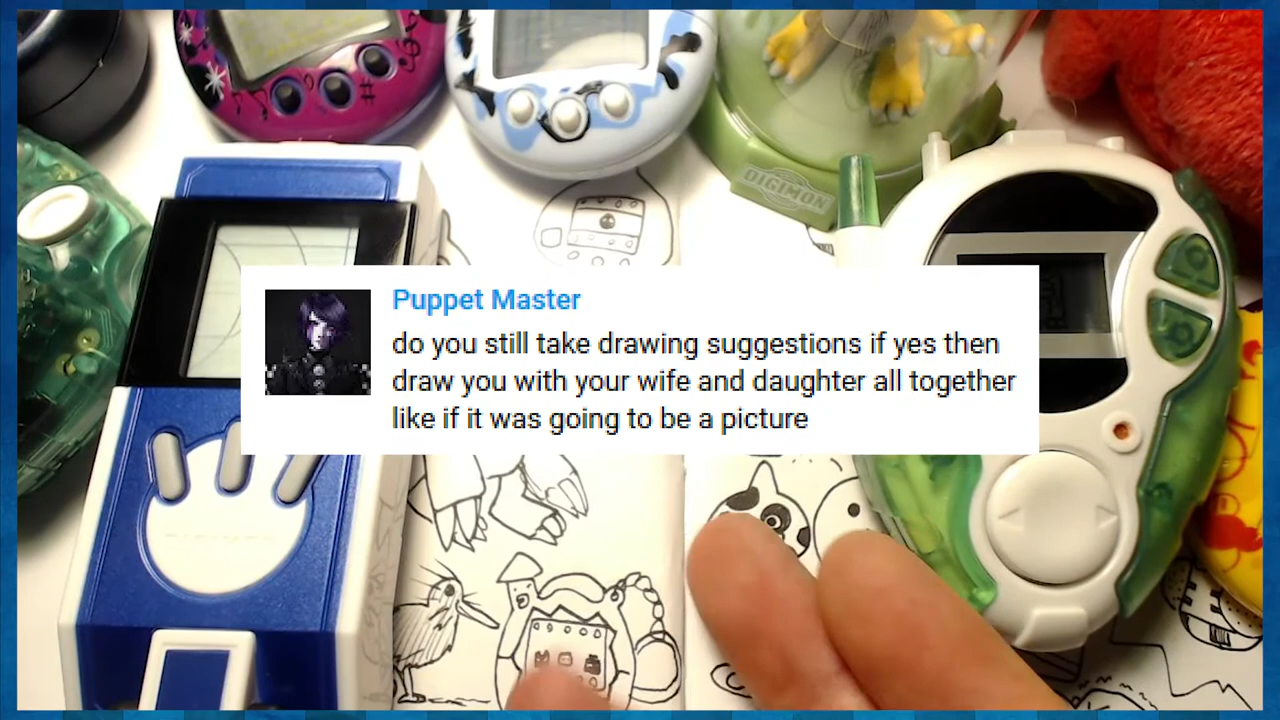 DIGIMON
Puppet Master
do you still take drawing suggestions if yes then
draw you with your wife and daughter all together
like if it was going to be a picture